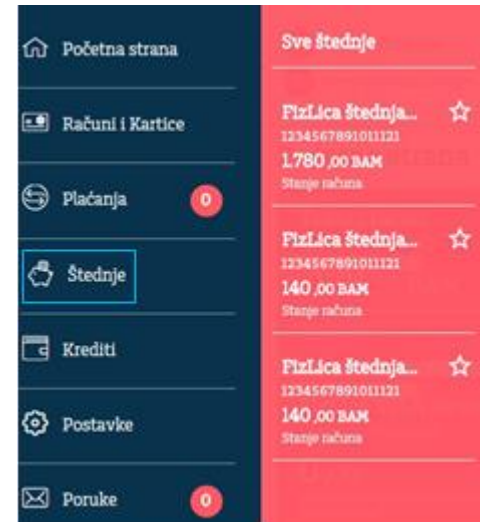 Početna strana
Računi i Kartice
Plaćanja 0
Štednje
Krediti
Postavke
Poruke 0
Sve štednje
FizLica štednja...
1234567891011121
1.780,00 BAM
Stanje računa
FizLica štednja...
1234567891011121
140,00 BAM
Stanje računa
FizLica štednja...
1234567891011121
140,00 BAM
Stanje računa